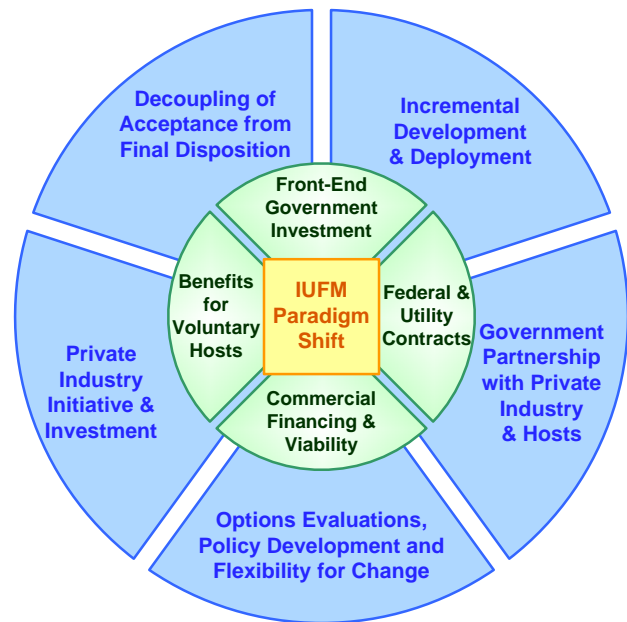 Decoupling of
Acceptance from
Final Disposition
Incremental
Development
& Deployment
Front-End
Government
Investment
Benefits
for
Voluntary
Hosts
IUFM
Paradigm
Shift
Federal &
Utility
Contracts
Commercial
Financing &
Viability
Private
Industry
Initiative &
Investment
Government
Partnership
with Private
Industry
& Hosts
Options Evaluations,
Policy Development and
Flexibility for Change